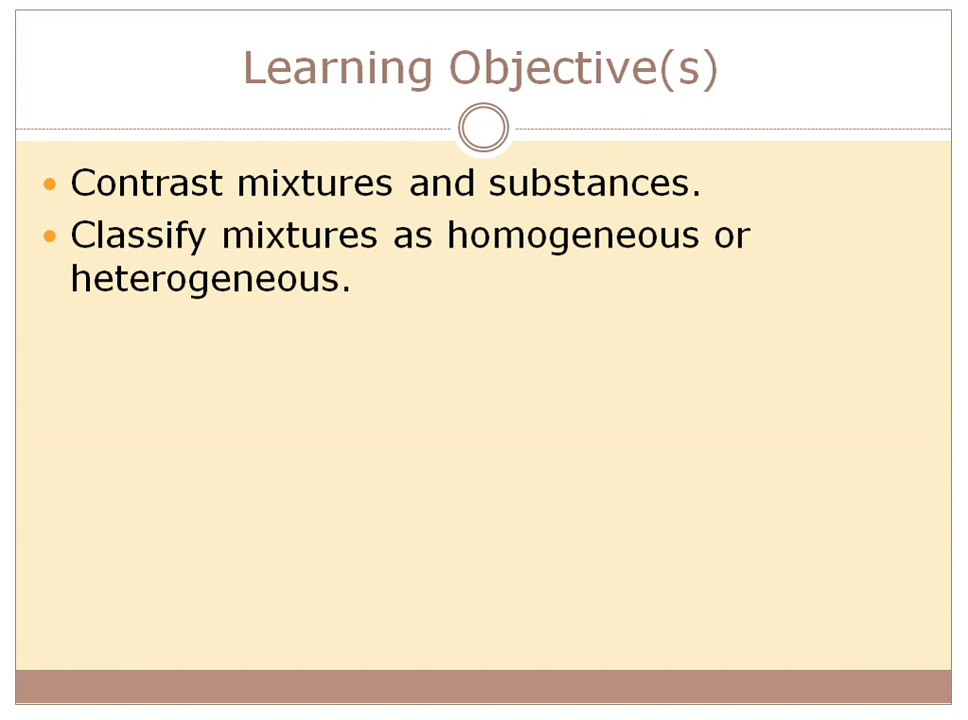 Learning Objective(s)
• Contrast mixtures and substances.
• Classify mixtures as homogeneous or
heterogeneous.